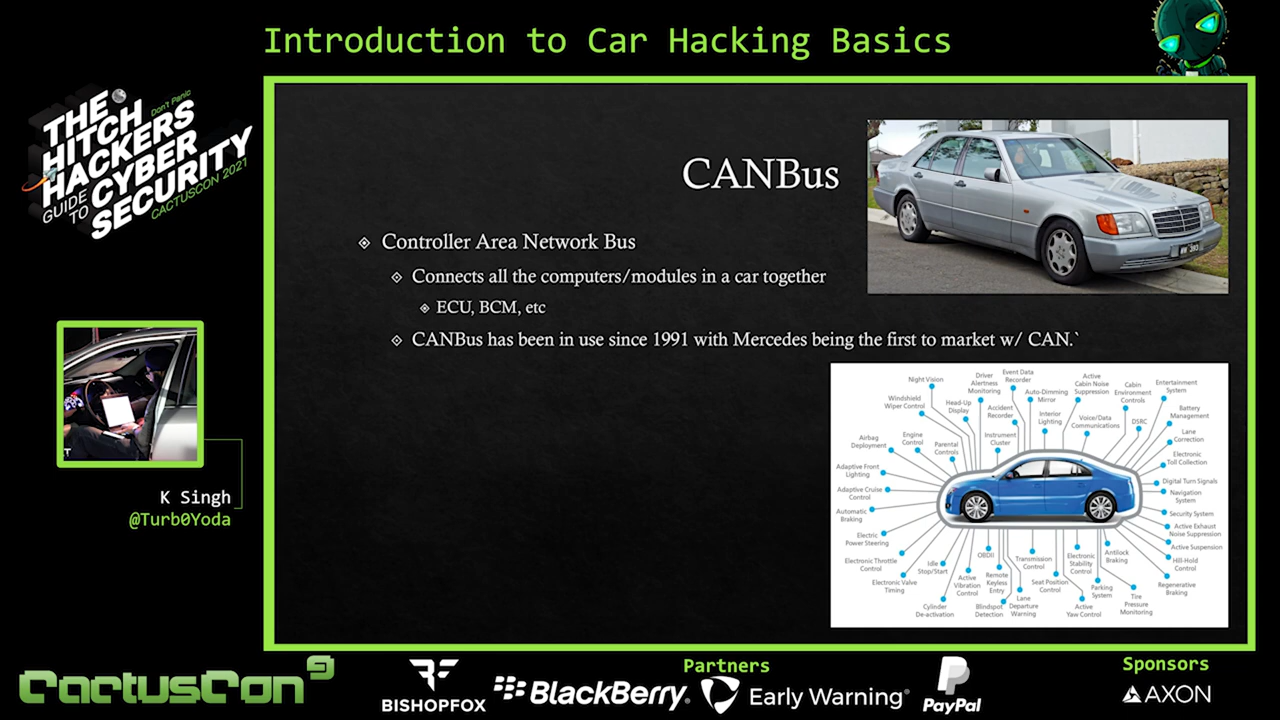 Introduction to Car Hacking Basics
THE
HITCH
HACKERS
GUIDE TO
CYBER
SECURITY
Don't Panic
CACTUSCON 2021
CANBus
Controller Area Network Bus
Connects all the computers/modules in a car together
ECU, BCM, etc
CANBus has been in use since 1991 with Mercedes being the first to market w/ CAN.`
K Singh
@Turb0Yoda
Night Vision
Driver
Alertness
Monitoring
Event Data
Recorder
Auto-Dimming
Mirror
Active
Cabin Noise
Suppression
Cabin
Environment
Controls
Entertainment
System
Windshield
Wiper Control
Head-Up
Display
Accident
Recorder
Interior
Lighting
Voice/Data
Communications
DSRC
Battery
Management
Airbag
Deployment
Engine
Control
Parental
Controls
Instrument
Cluster
Lane
Correction
Electronic
Toll Collection
Adaptive Front
Lighting
Digital Turn Signals
Adaptive Cruise
Control
Navigation
System
Automatic
Braking
Security System
Electric
Power Steering
Active Exhaust
Noise Suppression
Active Suspension
Electronic Throttle
Control
Idle
Stop/Start
OBDII
Transmission
Control
Electronic
Stability
Control
Antilock
Braking
Hill-Hold
Control
Electronic Valve
Timing
Active
Vibration
Control
Remote
Keyless
Entry
Seat Position
Control
Parking
System
Regenerative
Braking
Cylinder
De-activation
Blindspot
Detection
Lane
Departure
Warning
Active
Yaw Control
Tire
Pressure
Monitoring
CactusCon 9
Partners
BISHOPFOX
BlackBerry
Early Warning
PayPal
Sponsors
AXON